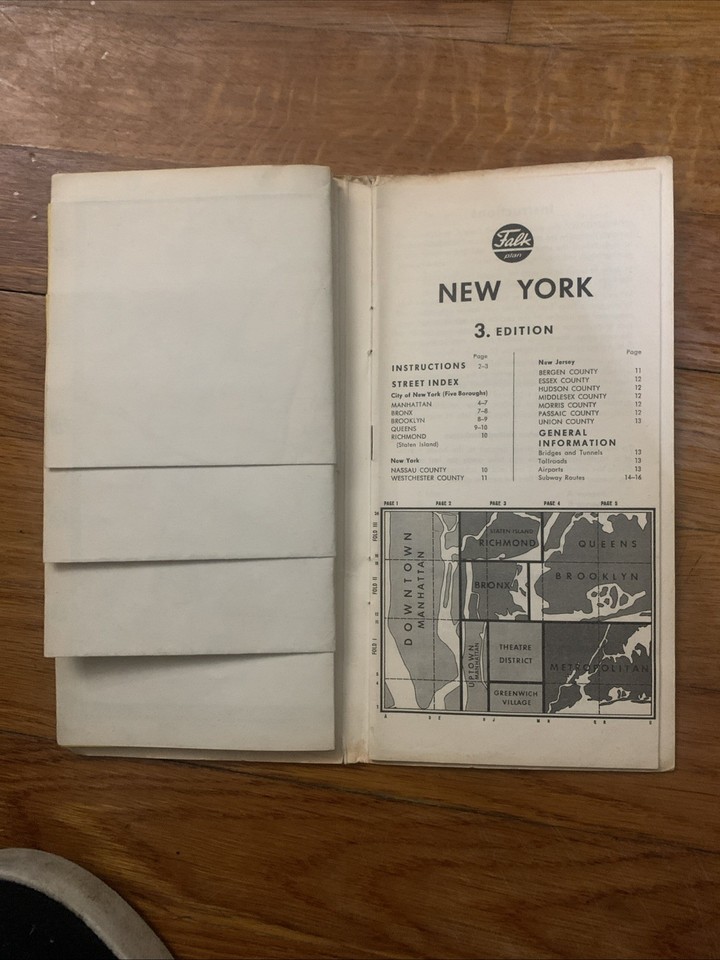 Falk
plan
NEW YORK
3. EDITION
Page
INSTRUCTIONS 2-3
STREET INDEX
City of New York (Five Boroughs)
MANHATTAN 4-7
BRONX 7-8
BROOKLYN 8-9
QUEENS 9-10
RICHMOND 10
(Staten Island)
New York
NASSAU COUNTY 10
WESTCHESTER COUNTY 11
Page
New Jersey
BERGEN COUNTY 11
ESSEX COUNTY 12
HUDSON COUNTY 12
MIDDLESEX COUNTY 12
MORRIS COUNTY 12
PASSAIC COUNTY 12
UNION COUNTY 13
GENERAL
INFORMATION
Bridges and Tunnels 13
Tollroads 13
Airports 13
Subway Routes 14-16
PAGE 1 PAGE 2 PAGE 3 PAGE 4 PAGE 5
FOLD III
FOLD II
FOLD I
DOWNTOWN
MANHATTAN
STATEN ISLAND
RICHMOND
QUEENS
BRONX
BROOKLYN
UPTOWN
MANHATTAN
THEATRE
DISTRICT
METROPOLITAN
GREENWICH
VILLAGE